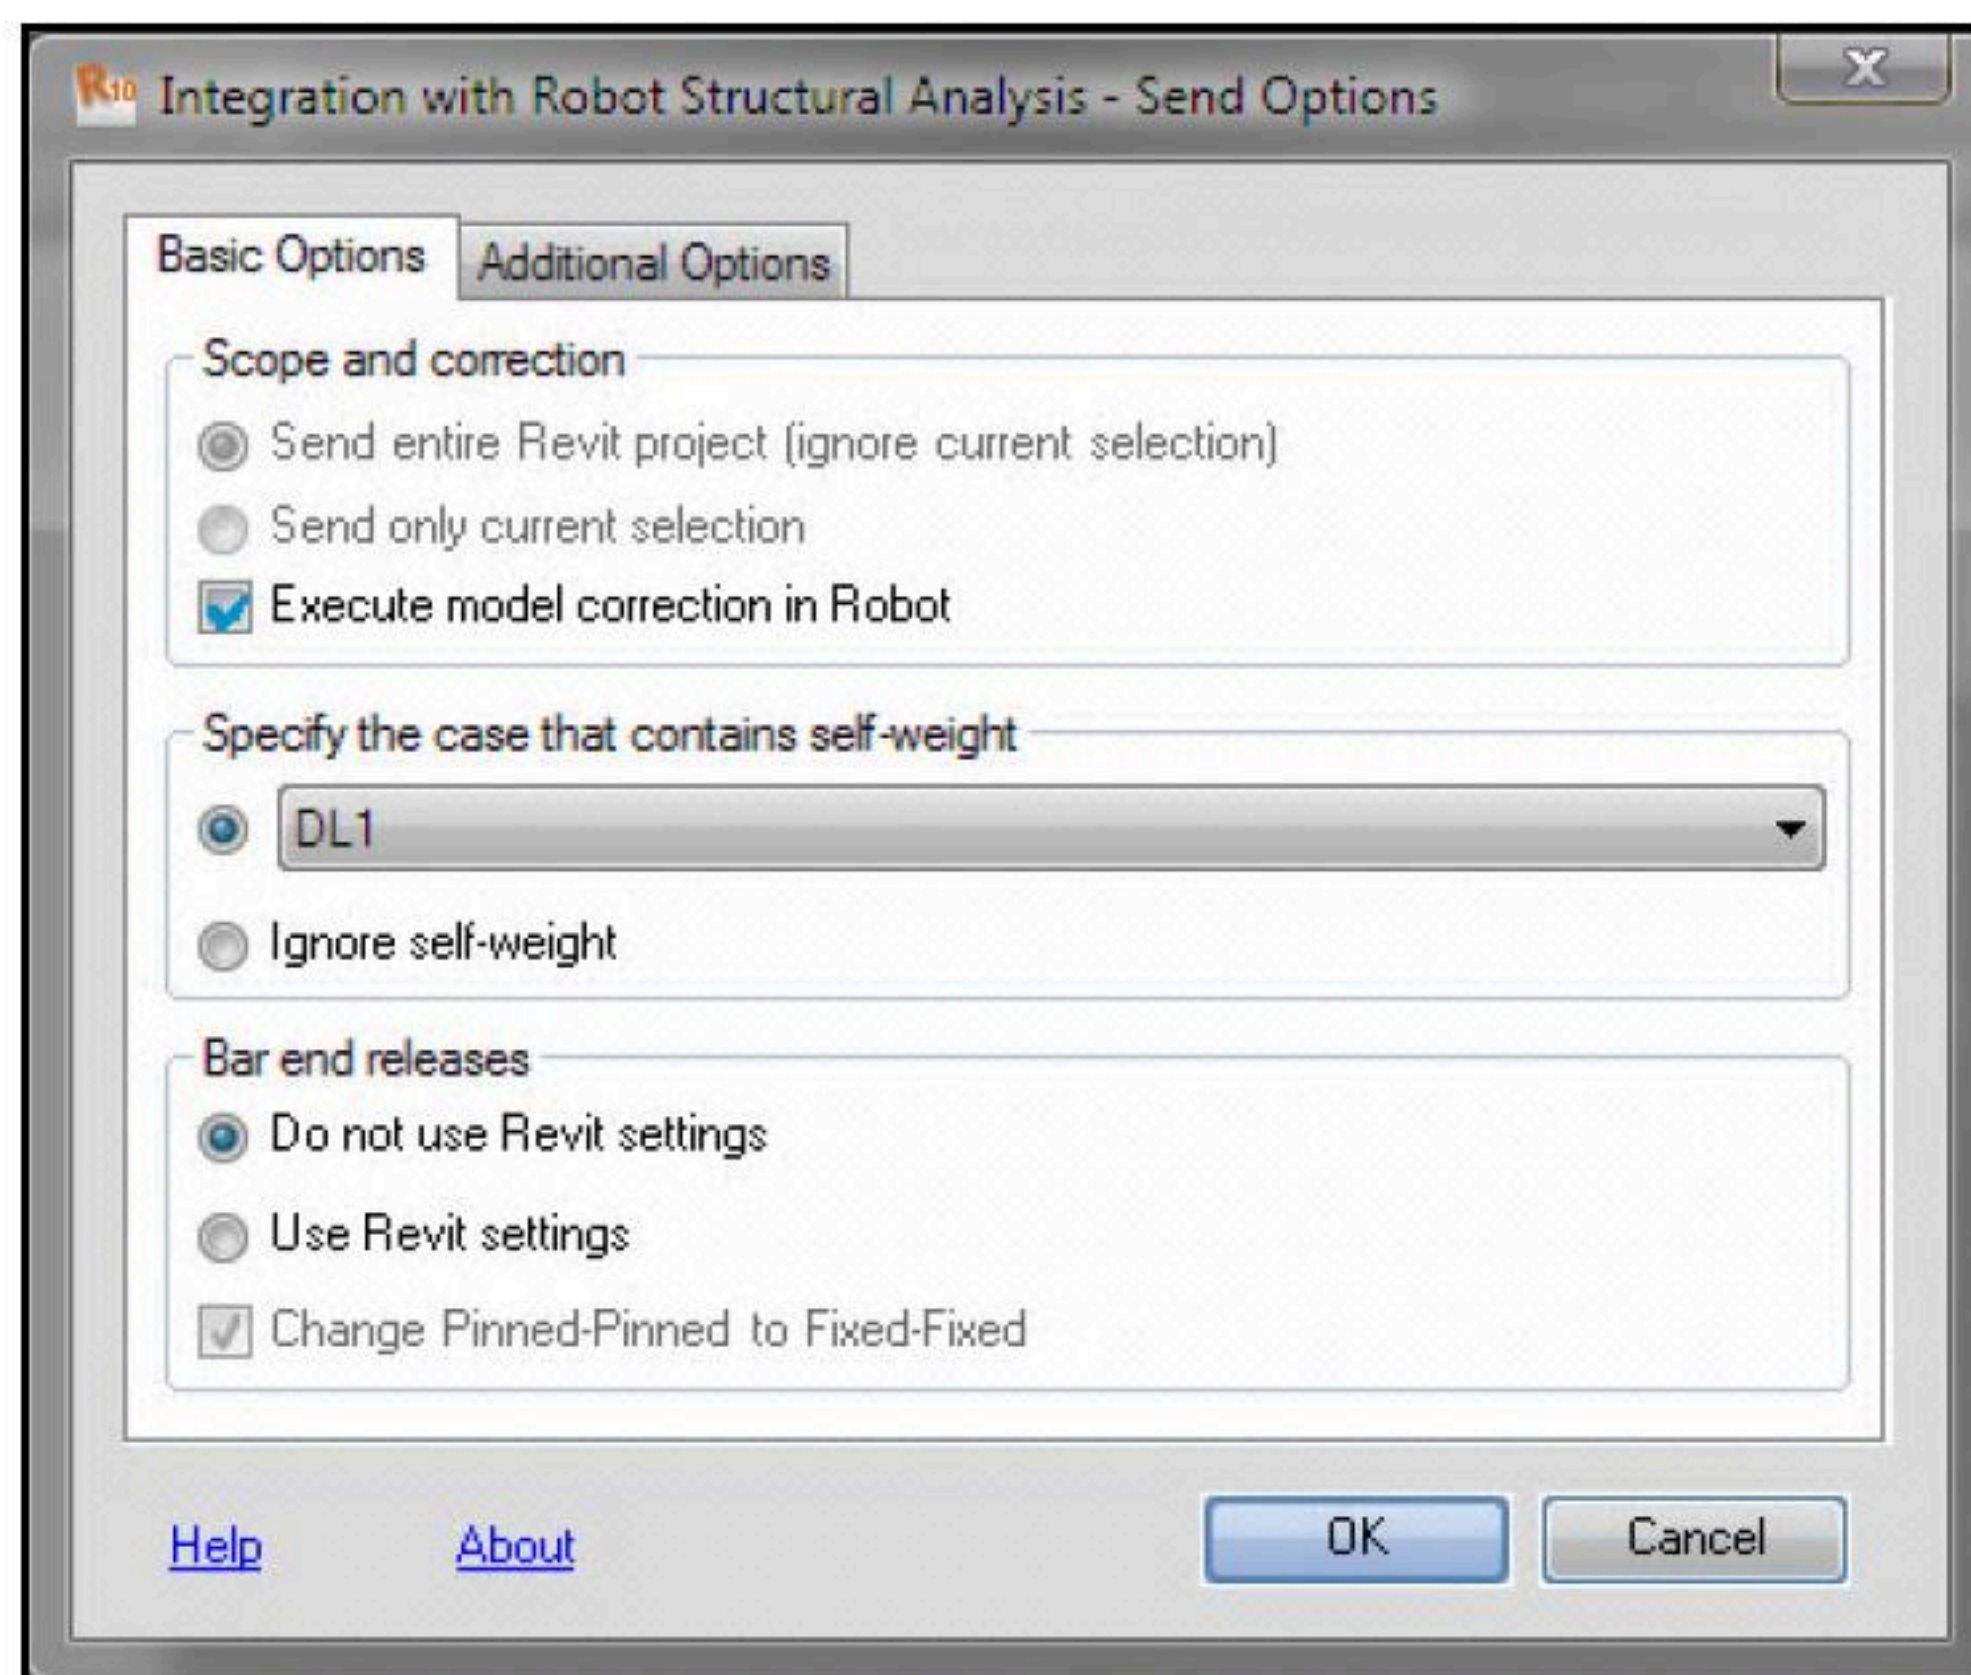 R10 Integration with Robot Structural Analysis - Send Options
X
Basic Options Additional Options
Scope and correction
Send entire Revit project (ignore current selection)
Send only current selection
Execute model correction in Robot
Specify the case that contains self-weight
DL1
Ignore self-weight
Bar end releases
Do not use Revit settings
Use Revit settings
Change Pinned-Pinned to Fixed-Fixed
Help About OK Cancel